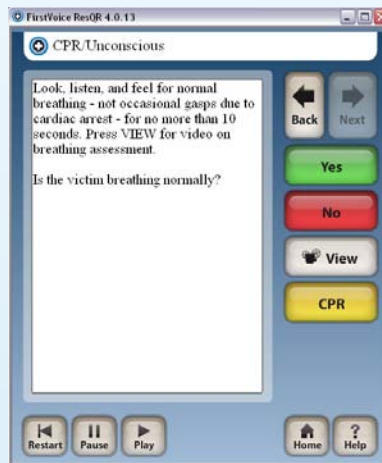 FirstVoice ResQR 4.0.13
CPR/Unconscious
Look, listen, and feel for normal
breathing - not occasional gasps due to
cardiac arrest - for no more than 10
seconds. Press VIEW for video on
breathing assessment.
Is the victim breathing normally?
Back
Next
Yes
No
View
CPR
Restart
Pause
Play
Home
?
Help